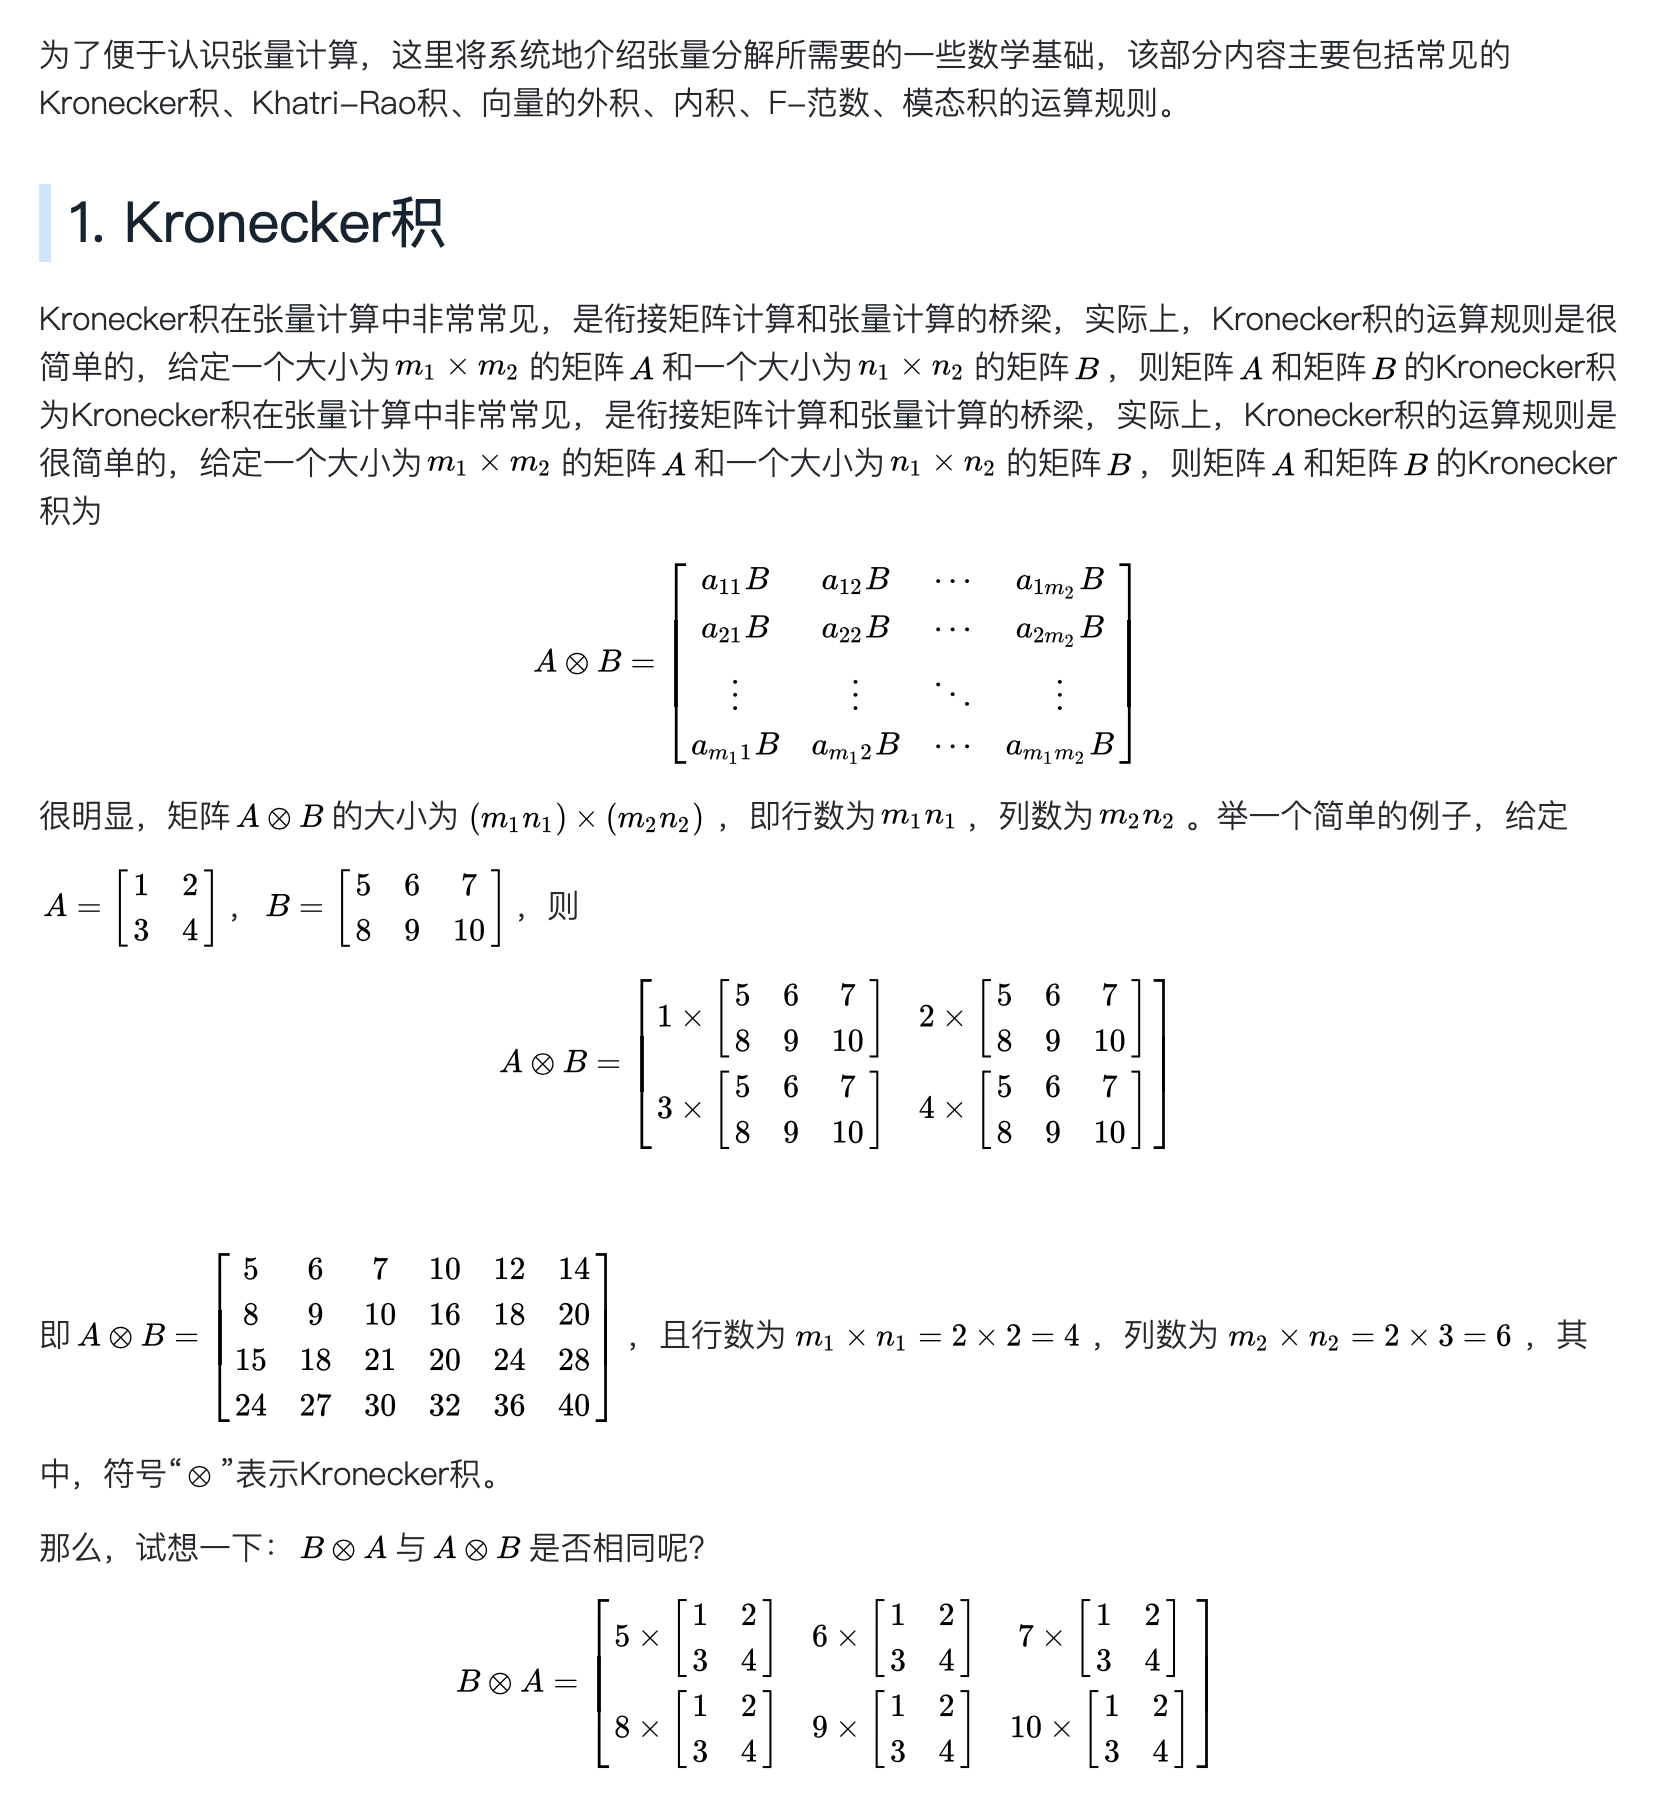 为了便于认识张量计算，这里将系统地介绍张量分解所需要的一些数学基础，该部分内容主要包括常见的
Kronecker积、Khatri-Rao积、向量的外积、内积、F-范数、模态积的运算规则。
1. Kronecker积
Kronecker积在张量计算中非常常见，是衔接矩阵计算和张量计算的桥梁，实际上，Kronecker积的运算规则是很
简单的，给定一个大小为 $m_1 \times m_2$ 的矩阵 $A$ 和一个大小为 $n_1 \times n_2$ 的矩阵 $B$ ，则矩阵 $A$ 和矩阵 $B$ 的Kronecker积
为Kronecker积在张量计算中非常常见，是衔接矩阵计算和张量计算的桥梁，实际上，Kronecker积的运算规则是
很简单的，给定一个大小为 $m_1 \times m_2$ 的矩阵 $A$ 和一个大小为 $n_1 \times n_2$ 的矩阵 $B$ ，则矩阵 $A$ 和矩阵 $B$ 的Kronecker
积为
$A \otimes B = \begin{bmatrix} a_{11}B & a_{12}B & \cdots & a_{1m_2}B \\ a_{21}B & a_{22}B & \cdots & a_{2m_2}B \\ \vdots & \vdots & \ddots & \vdots \\ a_{m_11}B & a_{m_12}B & \cdots & a_{m_1m_2}B \end{bmatrix}$
很明显，矩阵 $A \otimes B$ 的大小为 $(m_1n_1) \times (m_2n_2)$ ，即行数为 $m_1n_1$ ，列数为 $m_2n_2$ 。举一个简单的例子，给定
$A = \begin{bmatrix} 1 & 2 \\ 3 & 4 \end{bmatrix}$ ， $B = \begin{bmatrix} 5 & 6 & 7 \\ 8 & 9 & 10 \end{bmatrix}$ ，则
$A \otimes B = \begin{bmatrix} 1 \times \begin{bmatrix} 5 & 6 & 7 \\ 8 & 9 & 10 \end{bmatrix} & 2 \times \begin{bmatrix} 5 & 6 & 7 \\ 8 & 9 & 10 \end{bmatrix} \\ 3 \times \begin{bmatrix} 5 & 6 & 7 \\ 8 & 9 & 10 \end{bmatrix} & 4 \times \begin{bmatrix} 5 & 6 & 7 \\ 8 & 9 & 10 \end{bmatrix} \end{bmatrix}$
即 $A \otimes B = \begin{bmatrix} 5 & 6 & 7 & 10 & 12 & 14 \\ 8 & 9 & 10 & 16 & 18 & 20 \\ 15 & 18 & 21 & 20 & 24 & 28 \\ 24 & 27 & 30 & 32 & 36 & 40 \end{bmatrix}$ ，且行数为 $m_1 \times n_1 = 2 \times 2 = 4$ ，列数为 $m_2 \times n_2 = 2 \times 3 = 6$ ，其
中，符号“ $\otimes$ ”表示Kronecker积。
那么，试想一下： $B \otimes A$ 与 $A \otimes B$ 是否相同呢？
$B \otimes A = \begin{bmatrix} 5 \times \begin{bmatrix} 1 & 2 \\ 3 & 4 \end{bmatrix} & 6 \times \begin{bmatrix} 1 & 2 \\ 3 & 4 \end{bmatrix} & 7 \times \begin{bmatrix} 1 & 2 \\ 3 & 4 \end{bmatrix} \\ 8 \times \begin{bmatrix} 1 & 2 \\ 3 & 4 \end{bmatrix} & 9 \times \begin{bmatrix} 1 & 2 \\ 3 & 4 \end{bmatrix} & 10 \times \begin{bmatrix} 1 & 2 \\ 3 & 4 \end{bmatrix} \end{bmatrix}$